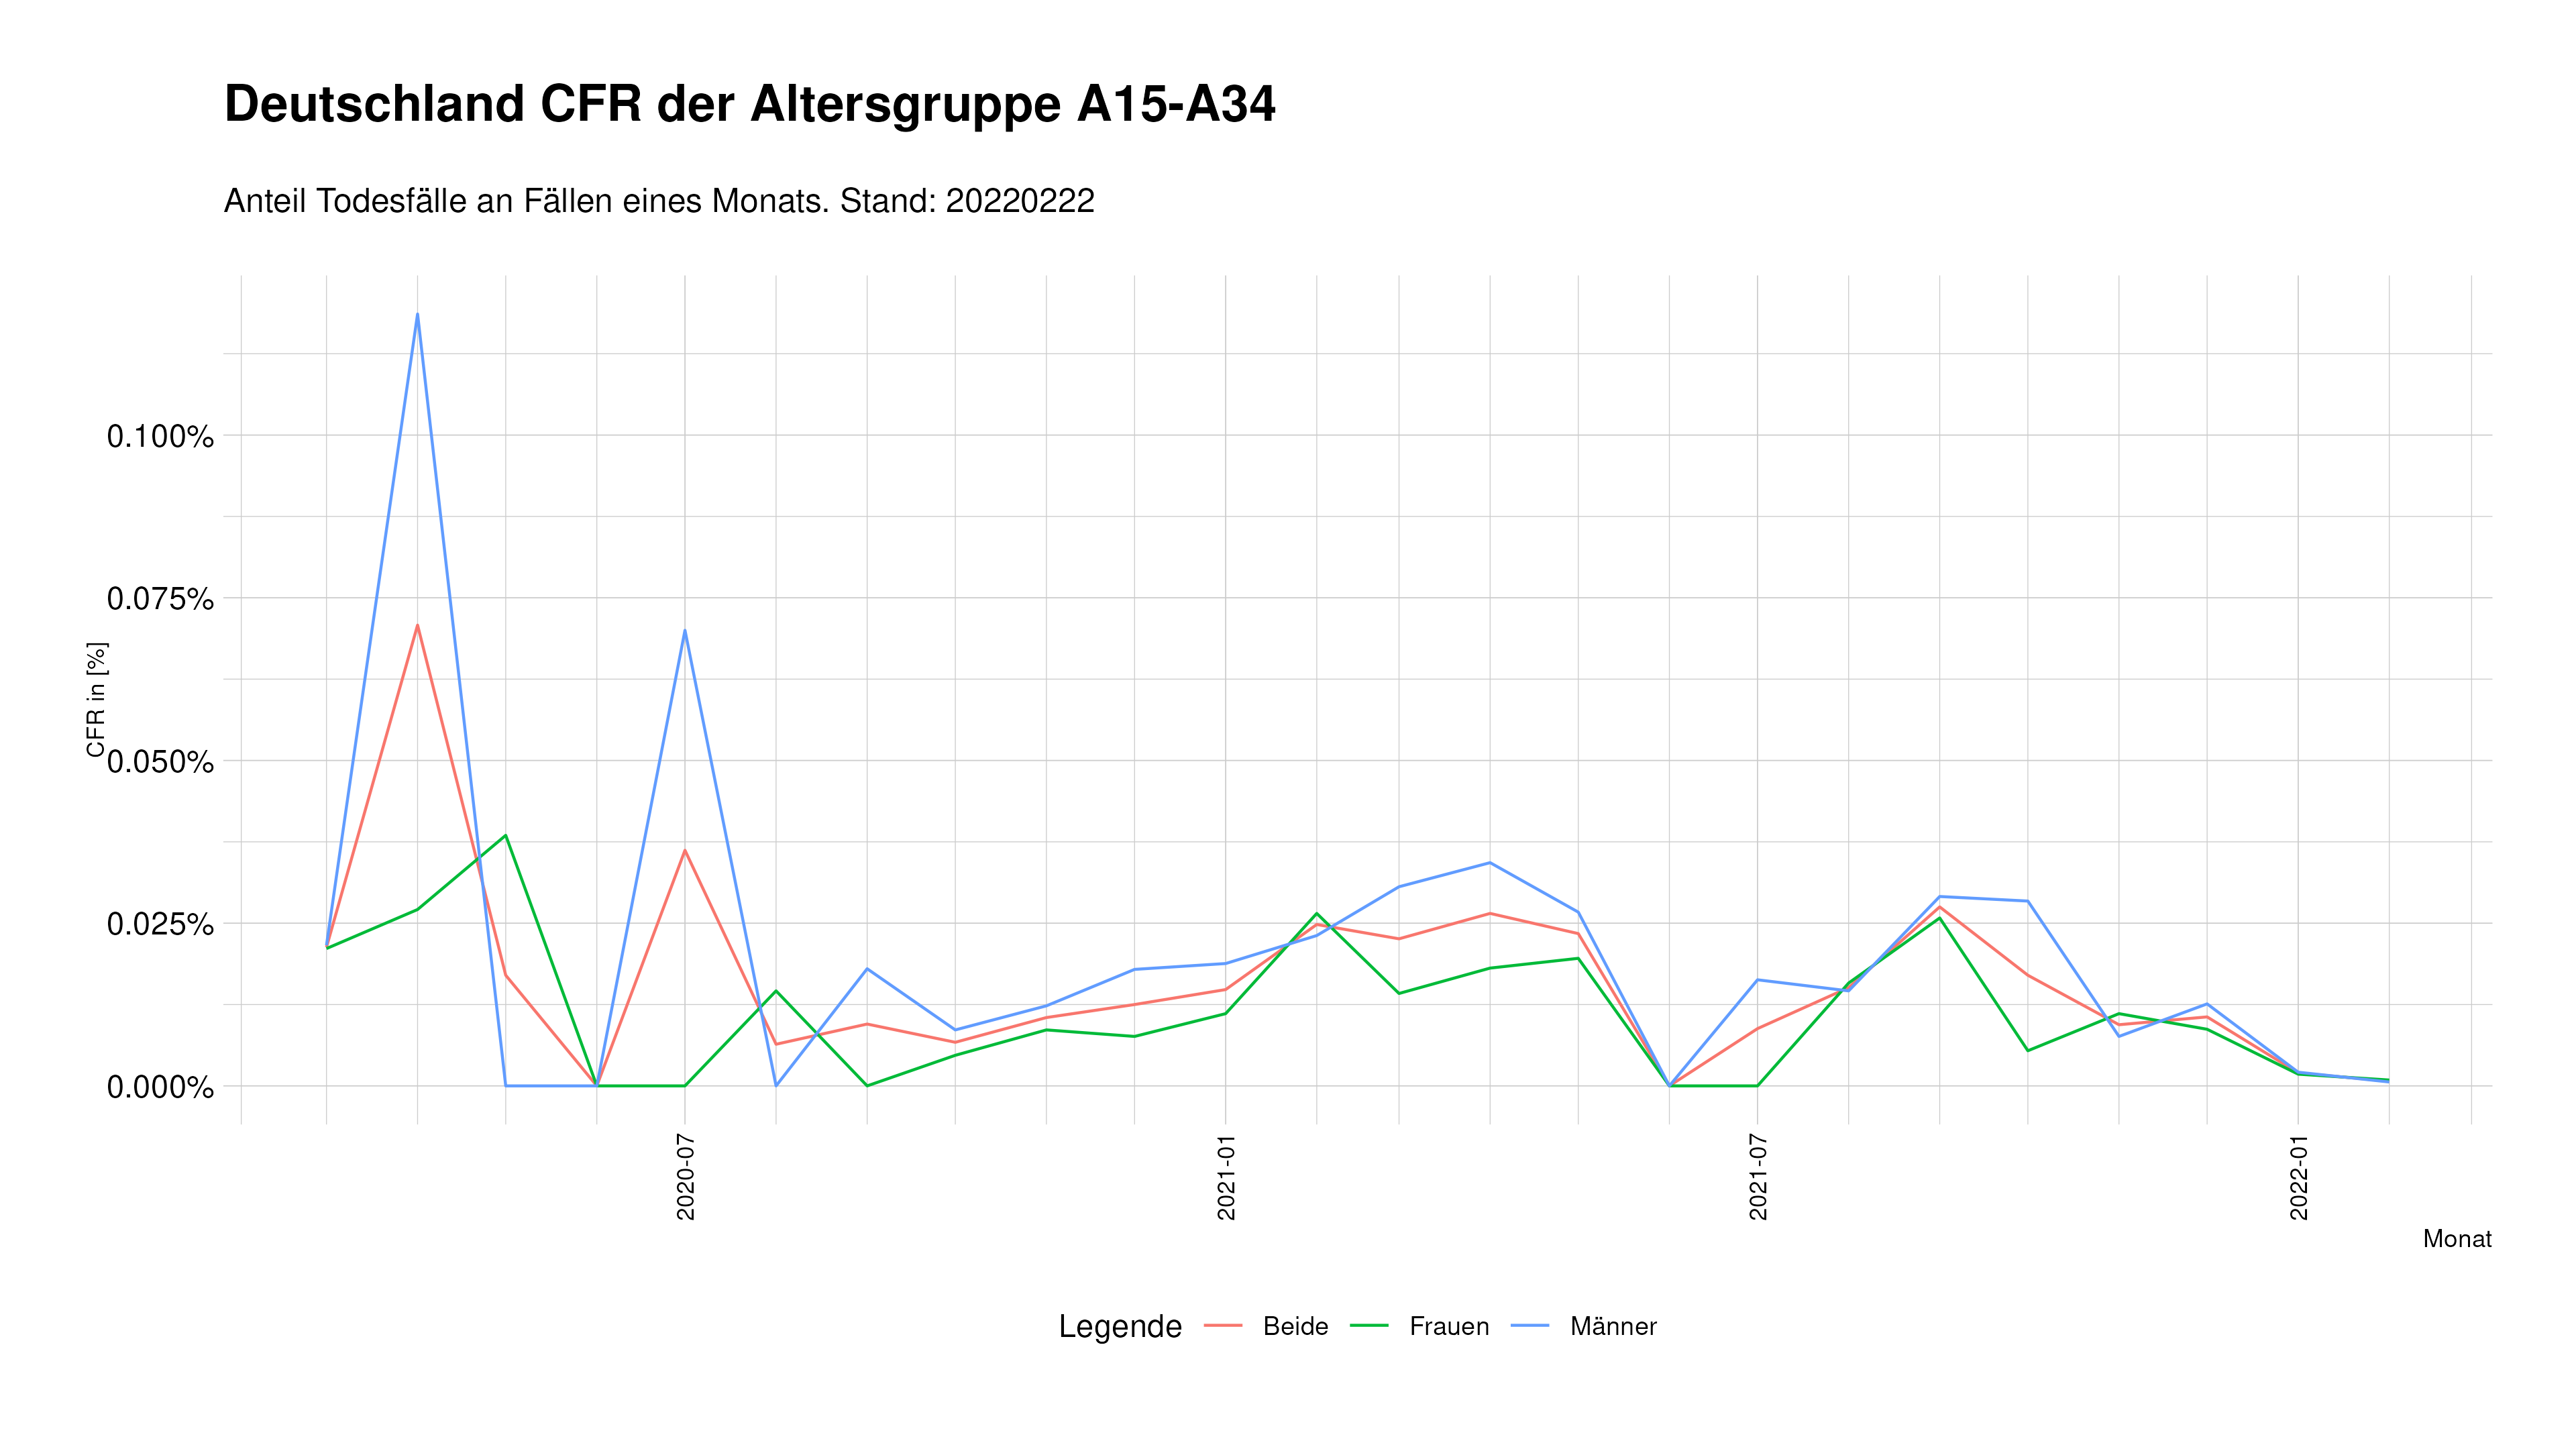 Deutschland CFR der Altersgruppe A15-A34
Anteil Todesfälle an Fällen eines Monats. Stand: 20220222
CFR in [%]
0.100%
0.075%
0.050%
0.025%
0.000%
2020-07
2021-01
2021-07
2022-01
Monat
Legende Beide Frauen Männer